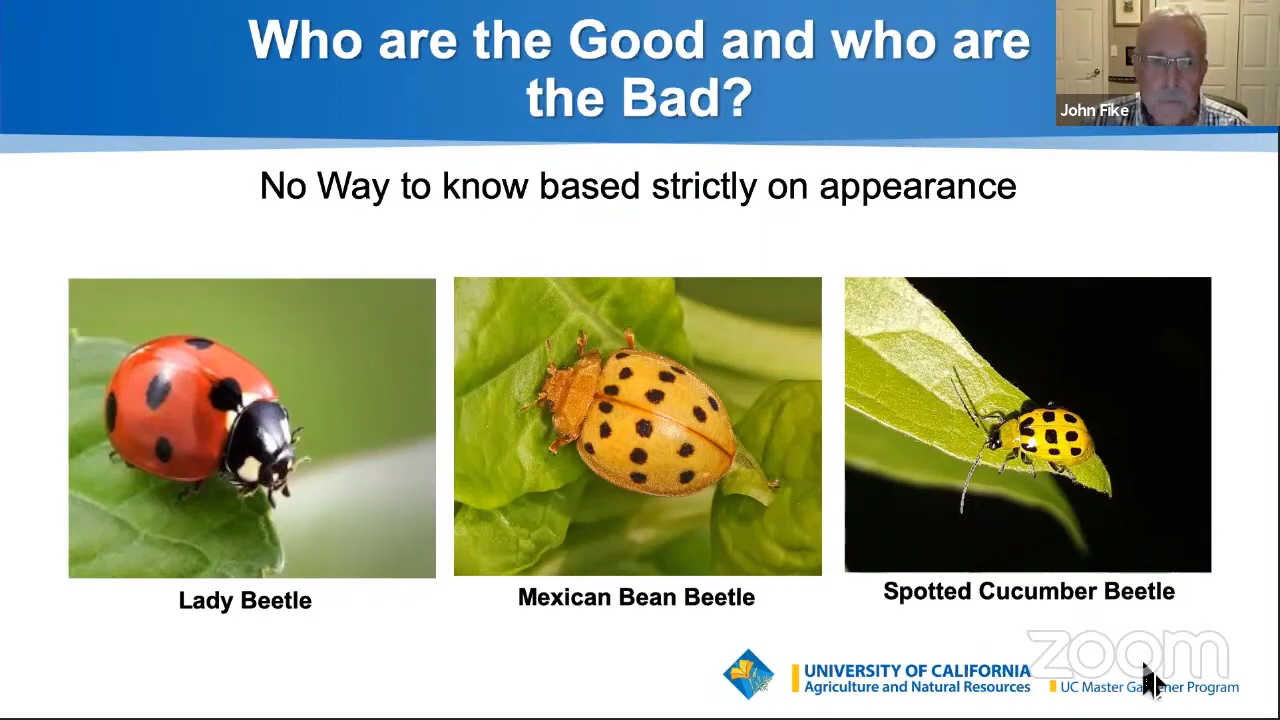 Who are the Good and who are
the Bad?
John Fike
No Way to know based strictly on appearance
Lady Beetle
Mexican Bean Beetle
Spotted Cucumber Beetle
zoom
UNIVERSITY OF CALIFORNIA
Agriculture and Natural Resources
UC Master Gardener Program